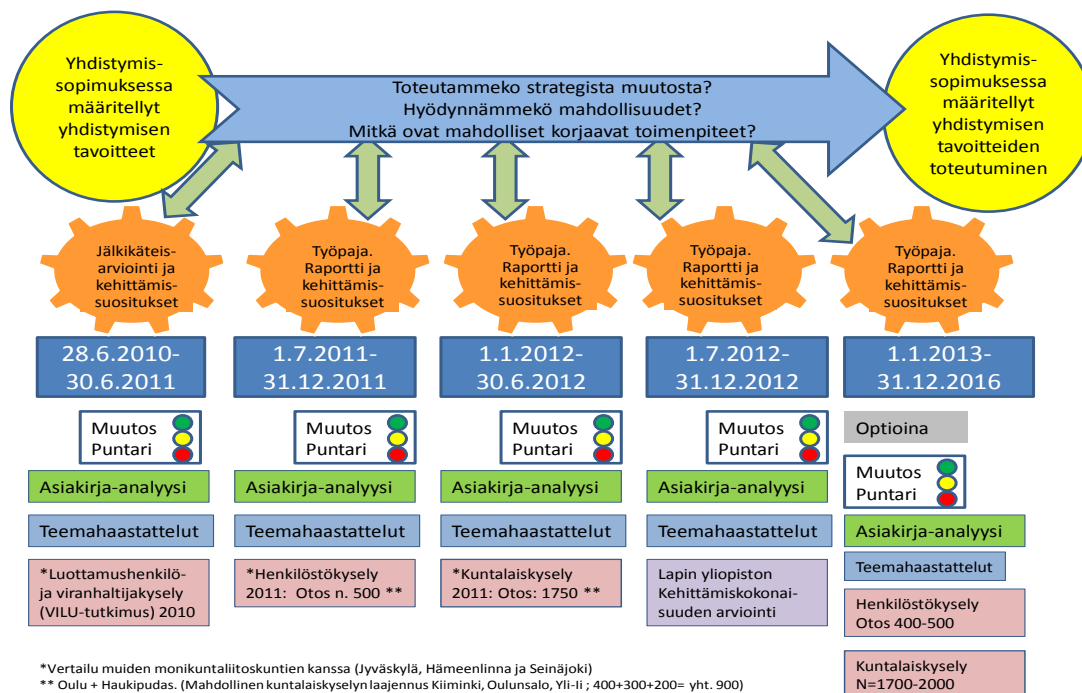 Yhdistymis-
sopimuksessa
määritellyt
yhdistymisen
tavoitteet
Toteutammeko strategista muutosta?
Hyödynnämmekö mahdollisuudet?
Mitkä ovat mahdolliset korjaavat toimenpiteet?
Yhdistymis-
sopimuksessa
määritellyt
yhdistymisen
tavoitteiden
toteutuminen
Jälkikäteis-
arviointi ja
kehittämis-
suositukset
Työpaja.
Raportti ja
kehittämis-
suositukset
Työpaja.
Raportti ja
kehittämis-
suositukset
Työpaja.
Raportti ja
kehittämis-
suositukset
Työpaja.
Raportti ja
kehittämis-
suositukset
28.6.2010-
30.6.2011
1.7.2011-
31.12.2011
1.1.2012-
30.6.2012
1.7.2012-
31.12.2012
1.1.2013-
31.12.2016
Muutos
Puntari
Asiakirja-analyysi
Teemahaastattelut
*Luottamushenkilö-
ja viranhaltijakysely
(VILU-tutkimus) 2010
Muutos
Puntari
Asiakirja-analyysi
Teemahaastattelut
*Henkilöstökysely
2011: Otos n. 500 **
Muutos
Puntari
Asiakirja-analyysi
Teemahaastattelut
*Kuntalaiskysely
2011: Otos: 1750 **
Muutos
Puntari
Asiakirja-analyysi
Teemahaastattelut
Lapin yliopiston
Kehittämiskokonai-
suuden arviointi
Optioina
Muutos
Puntari
Asiakirja-analyysi
Teemahaastattelut
Henkilöstökysely
Otos 400-500
Kuntalaiskysely
N=1700-2000
*Vertailu muiden monikuntaliitoskuntien kanssa (Jyväskylä, Hämeenlinna ja Seinäjoki)
** Oulu + Haukipudas. (Mahdollinen kuntalaiskyselyn laajennus Kiiminki, Oulunsalo, Yli-Ii ; 400+300+200= yht. 900)